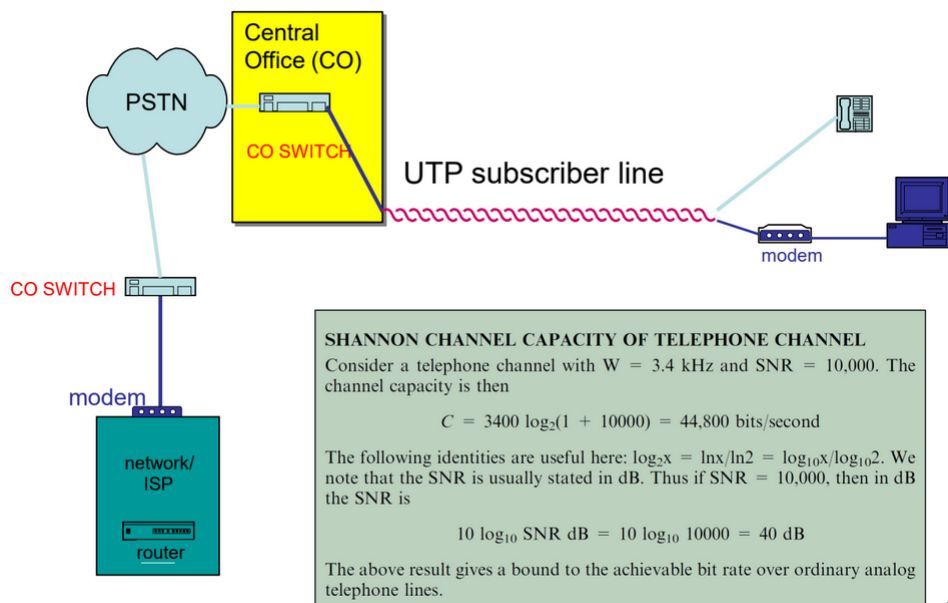 Central
Office (CO)
PSTN
CO SWITCH
UTP subscriber line
modem
CO SWITCH
modem
network/
ISP
router
SHANNON CHANNEL CAPACITY OF TELEPHONE CHANNEL
Consider a telephone channel with W = 3.4 kHz and SNR = 10,000. The
channel capacity is then
C = 3400 log₂(1 + 10000) = 44,800 bits/second
The following identities are useful here: log₂x = lnx/ln2 = log₁₀x/log₁₀2. We
note that the SNR is usually stated in dB. Thus if SNR = 10,000, then in dB
the SNR is
10 log₁₀ SNR dB = 10 log₁₀ 10000 = 40 dB
The above result gives a bound to the achievable bit rate over ordinary analog
telephone lines.